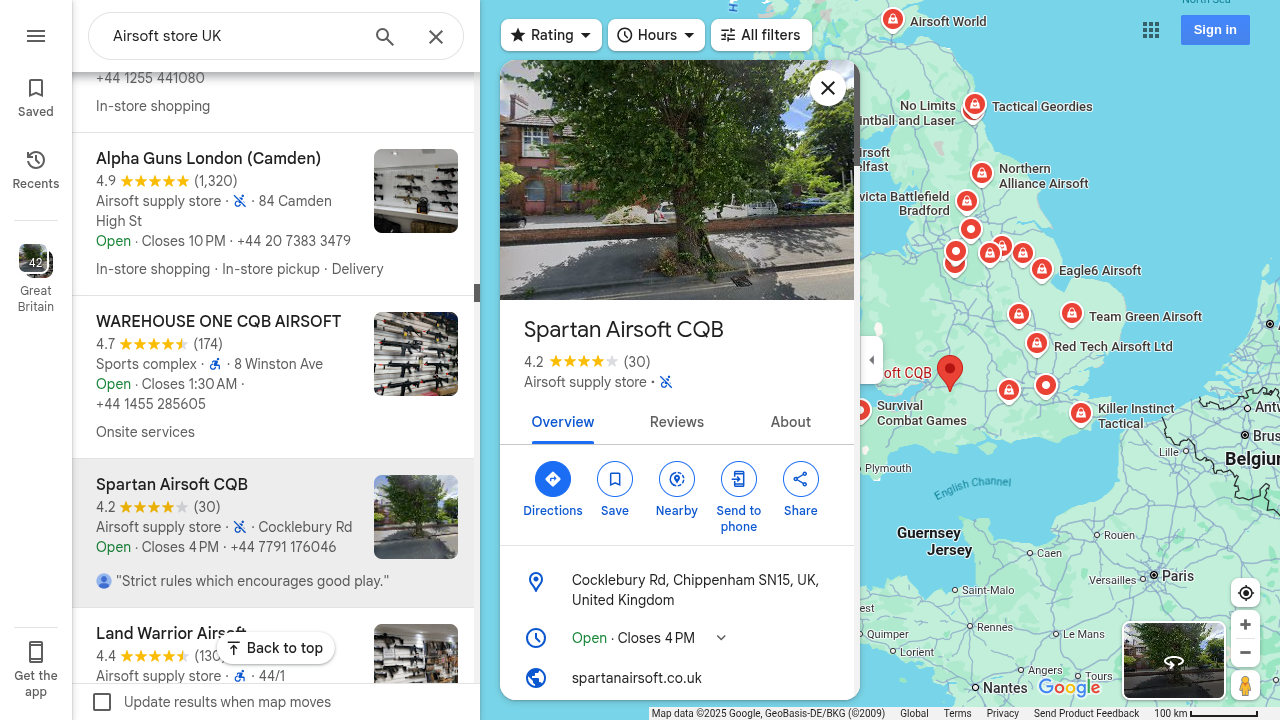 Airsoft store UK
Saved
Recents
42
Great
Britain
Get the
app
+44 1255 441080
In-store shopping
Alpha Guns London (Camden)
4.9 (1,320)
Airsoft supply store · · 84 Camden
High St
Open · Closes 10 PM · +44 20 7383 3479
In-store shopping · In-store pickup · Delivery
WAREHOUSE ONE CQB AIRSOFT
4.7 (174)
Sports complex · · 8 Winston Ave
Open · Closes 1:30 AM ·
+44 1455 285605
Onsite services
Spartan Airsoft CQB
4.2 (30)
Airsoft supply store · · Cocklebury Rd
Open · Closes 4 PM · +44 7791 176046
"Strict rules which encourages good play."
Land Warrior Airsoft
4.4 (130
Airsoft supply store · · 44/1
Back to top
Update results when map moves
Rating
Hours
All filters
Sign in
Spartan Airsoft CQB
4.2 (30)
Airsoft supply store ·
Overview
Reviews
About
Directions
Save
Nearby
Send to
phone
Share
Cocklebury Rd, Chippenham SN15, UK,
United Kingdom
Open · Closes 4 PM
spartanairsoft.co.uk
North Sea
Airsoft World
No Limits
intball and Laser
Tactical Geordies
irsoft
elfast
Northern
Alliance Airsoft
victa Battlefield
Bradford
Eagle6 Airsoft
Team Green Airsoft
Red Tech Airsoft Ltd
oft CQB
Survival
Combat Games
Killer Instinct
Tactical
Plymouth
English Channel
A
Antw
Brus
Lille
Belgium
Guernsey
Jersey
Rouen
Caen
Versailles
Paris
Saint-Malo
est
Quimper
Rennes
Le Mans
Lorient
Angers
Tours
Nantes
Google
Map data ©2025 Google, GeoBasis-DE/BKG (©2009)
Global
Terms
Privacy
Send Product Feedback
100 km